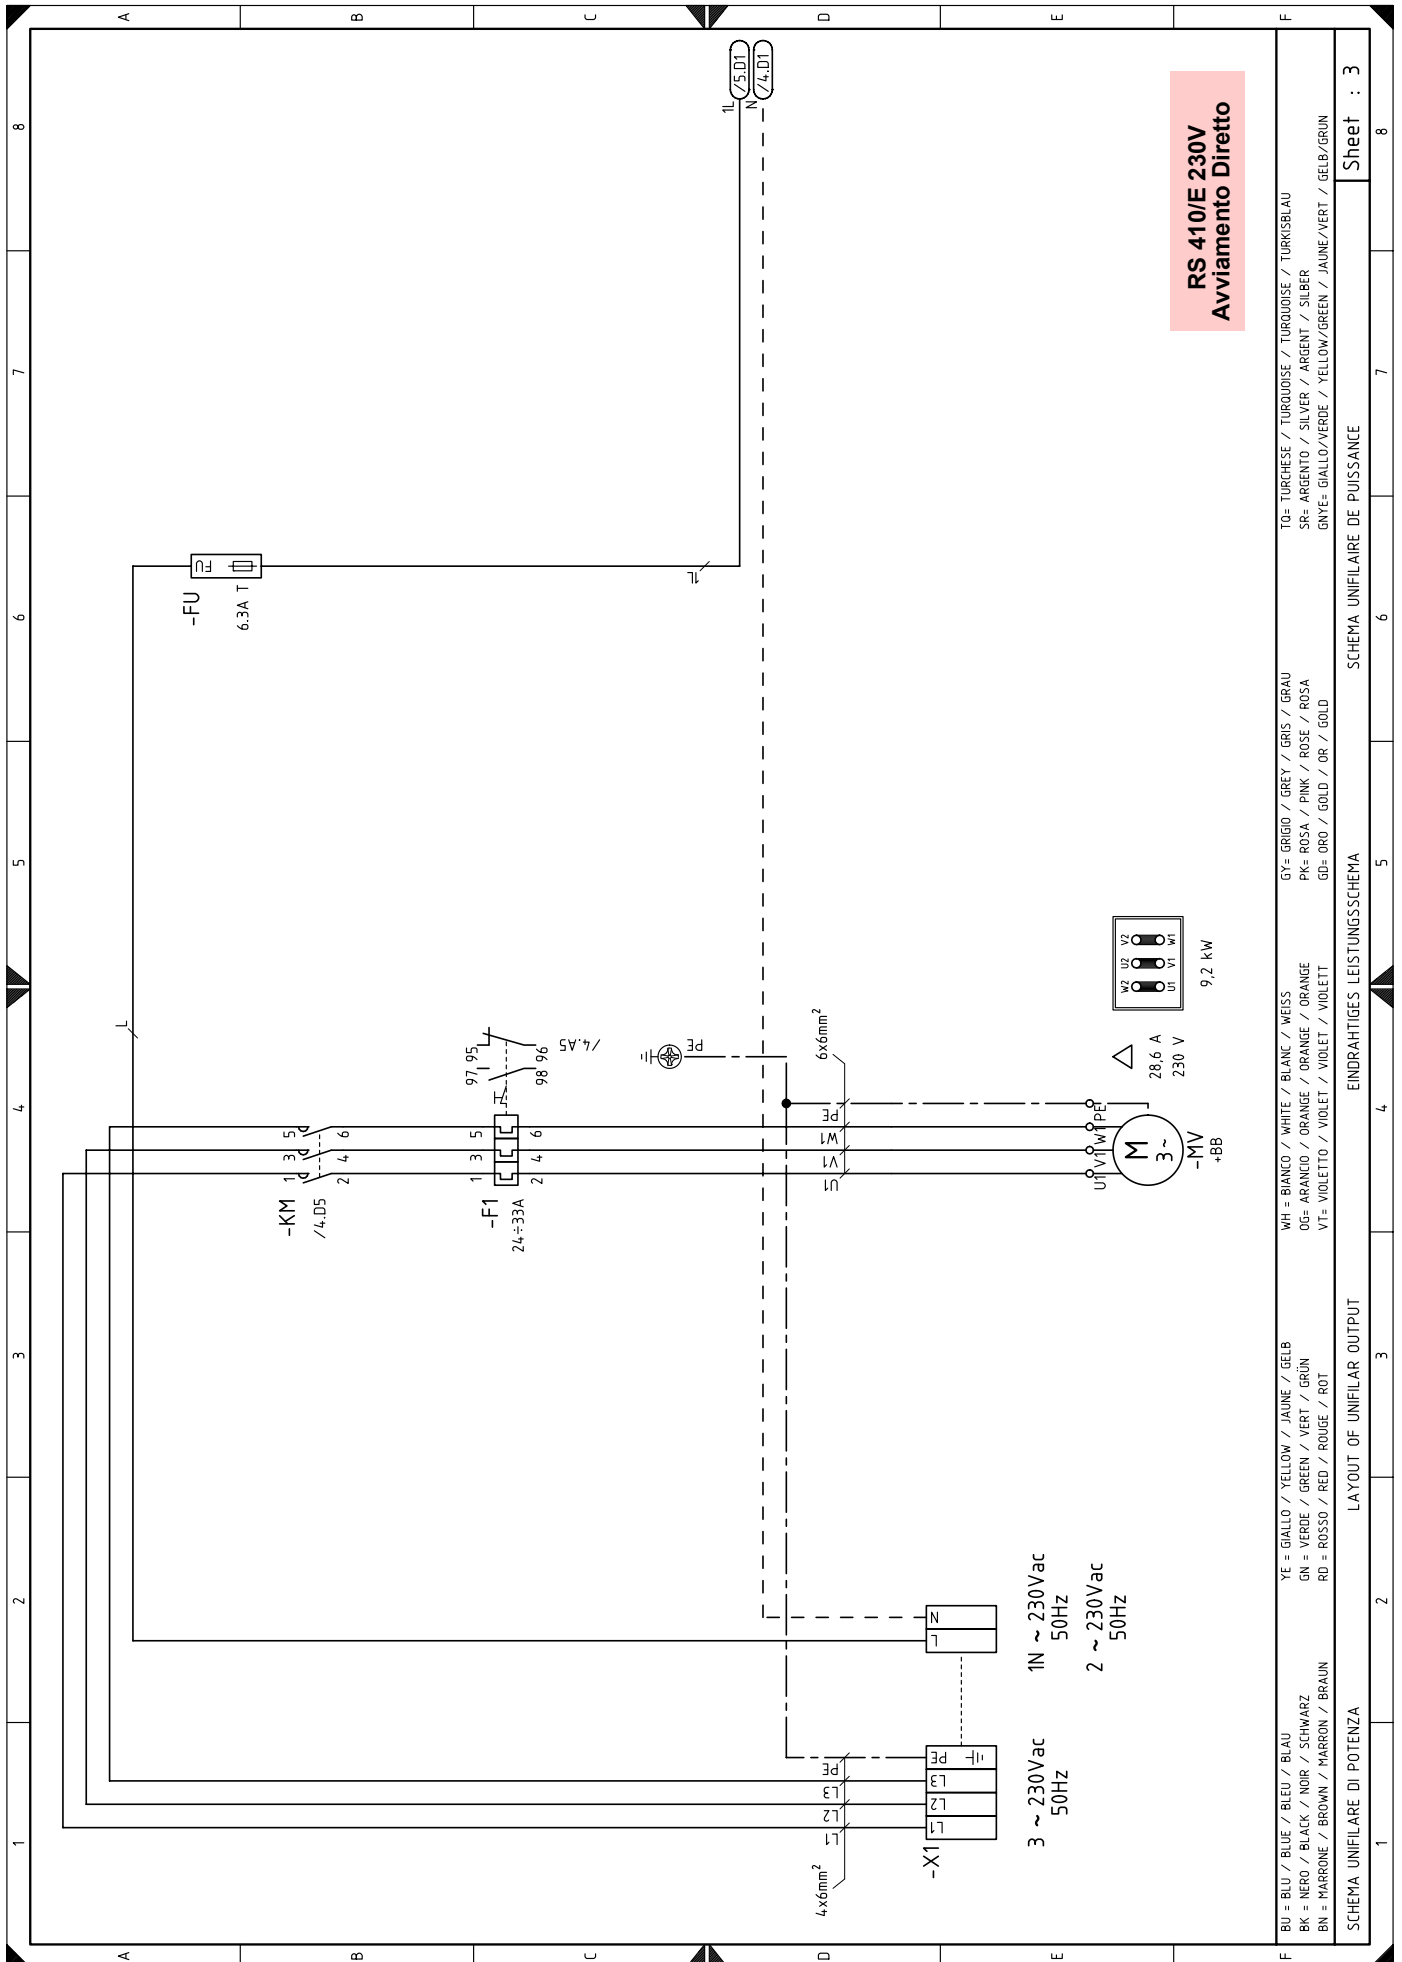 1 2 3 4 5 6 7 8
A
B
C
D
E
F
L
-FU
FU
6.3A T
-KM
/4.D5
1 3 5
2 4 6
-F1
24÷33A
1 3 5
2 4 6
97 95
98 96
/4.A5
PE
1L
1L /5.D1
N /4.D1
4x6mm²
L1 L2 L3 PE
U1 V1 W1 PE
6x6mm²
-X1
L1 L2 L3 PE
L N
3 ~ 230Vac
50Hz
1N ~ 230Vac
50Hz
2 ~ 230Vac
50Hz
U1 V1 W1 PE
M
3~
-MV
+BB
28,6 A
230 V
W2 U2 V2
U1 V1 W1
9,2 kW
RS 410/E 230V
Avviamento Diretto
BU = BLU / BLUE / BLEU / BLAU
BK = NERO / BLACK / NOIR / SCHWARZ
BN = MARRONE / BROWN / MARRON / BRAUN
YE = GIALLO / YELLOW / JAUNE / GELB
GN = VERDE / GREEN / VERT / GRÜN
RD = ROSSO / RED / ROUGE / ROT
WH = BIANCO / WHITE / BLANC / WEISS
OG= ARANCIO / ORANGE / ORANGE / ORANGE
VT= VIOLETTO / VIOLET / VIOLET / VIOLETT
GY= GRIGIO / GREY / GRIS / GRAU
PK= ROSA / PINK / ROSE / ROSA
GD= ORO / GOLD / OR / GOLD
TQ= TURCHESE / TURQUOISE / TURQUOISE / TURKISBLAU
SR= ARGENTO / SILVER / ARGENT / SILBER
GNYE= GIALLO/VERDE / YELLOW/GREEN / JAUNE/VERT / GELB/GRUN
SCHEMA UNIFILARE DI POTENZA
LAYOUT OF UNIFILAR OUTPUT
EINDRAHTIGES LEISTUNGSSCHEMA
SCHEMA UNIFILAIRE DE PUISSANCE
Sheet : 3
1 2 3 4 5 6 7 8
A
B
C
D
E
F